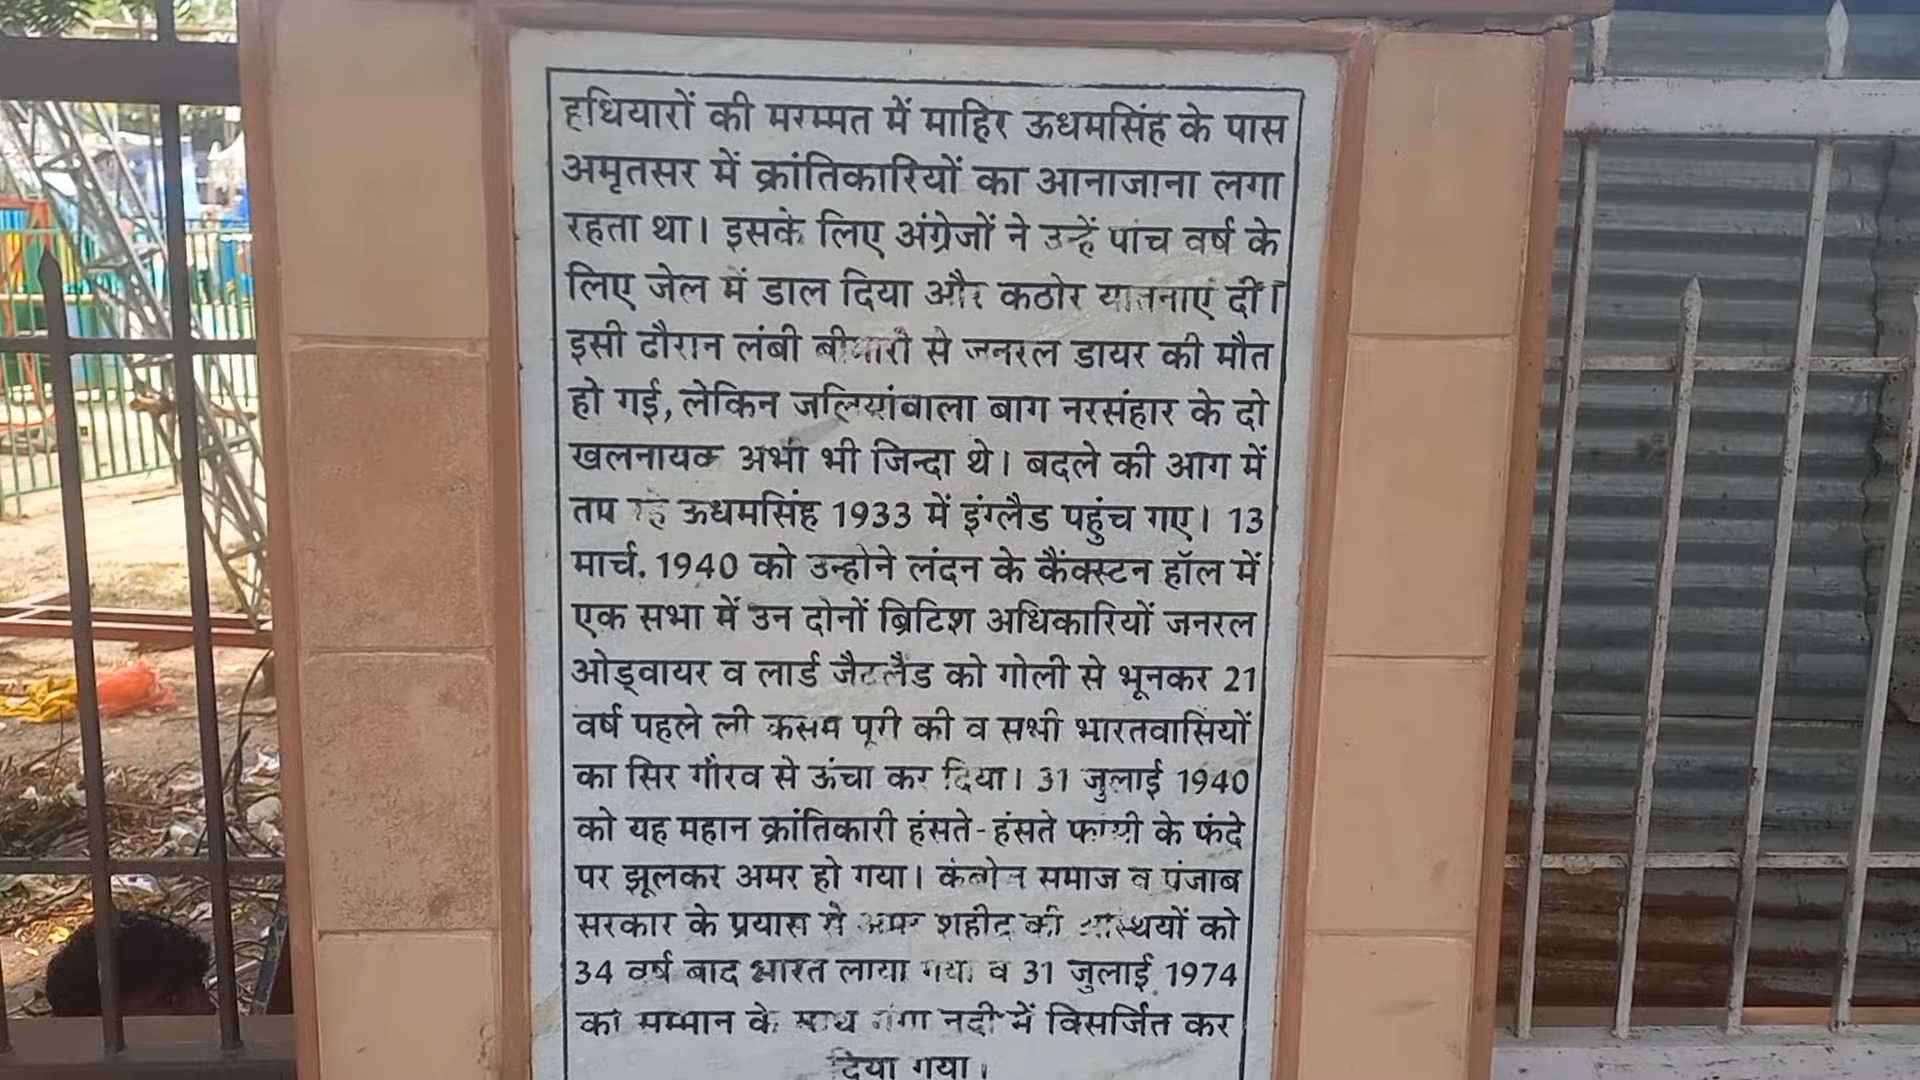 हथियारों की मरम्मत में माहिर ऊधमसिंह के पास
अमृतसर में क्रांतिकारियों का आनाजाना लगा
रहता था। इसके लिए अंग्रेजों ने उन्हें पांच वर्ष के
लिए जेल में डाल दिया और कठोर यातनाएं दीं।
इसी दौरान लंबी बीमारी से जनरल डायर की मौत
हो गई, लेकिन जलियांवाला बाग नरसंहार के दो
खलनायक अभी भी जिन्दा थे। बदले की आग में
तप रहे ऊधमसिंह 1933 में इंग्लैड पहुंच गए। 13
मार्च. 1940 को उन्होने लंदन के कैंक्स्टन हॉल में
एक सभा में उन दोनों ब्रिटिश अधिकारियों जनरल
ओड्वायर व लार्ड जैटलैंड को गोली से भूनकर 21
वर्ष पहले ली कसम पूरी की व सभी भारतवासियों
का सिर गौरव से ऊंचा कर दिया। 31 जुलाई 1940
को यह महान क्रांतिकारी हंसते-हंसते फांसी के फंदे
पर झूलकर अमर हो गया। कंबोज समाज व पंजाब
सरकार के प्रयास से अमर शहीद की अस्थियों को
34 वर्ष बाद भारत लाया गया व 31 जुलाई 1974
को सम्मान के साथ गंगा नदी में विसर्जित कर
दिया गया।